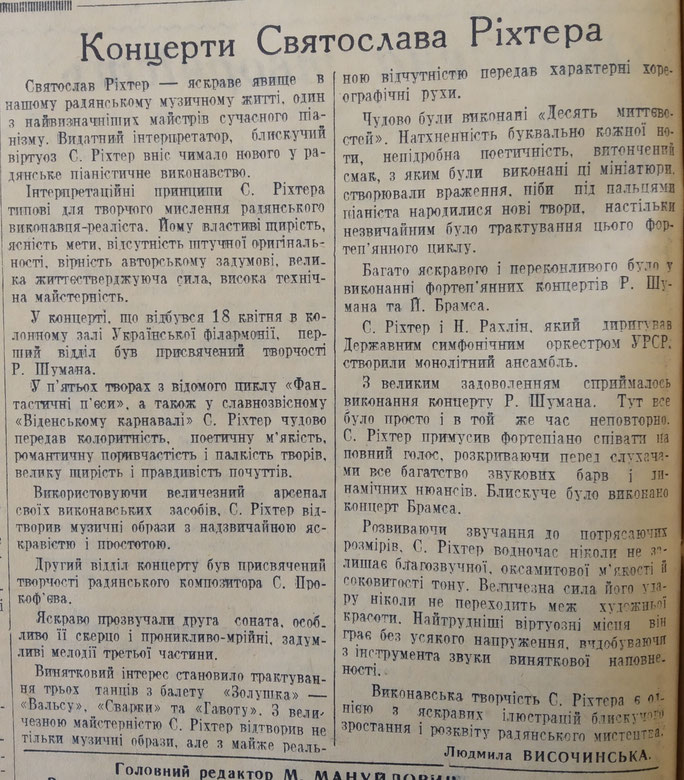 Концерти Святослава Ріхтера
Святослав Ріхтер — яскраве явище в
нашому радянському музичному житті, один
з найвизначніших майстрів сучасного піа-
нізму. Видатний інтерпретатор, блискучий
віртуоз С. Ріхтер вніс чимало нового у ра-
дянське піаністичне виконавство.
Інтерпретаційні принципи С. Ріхтера
типові для творчого мислення радянського
виконавця-реаліста. Йому властиві щирість,
ясність мети, відсутність штучної оригіналь-
ності, вірність авторському задумові, вели-
ка життєстверджуюча сила, висока техніч-
на майстерність.
У концерті, що відбувся 18 квітня в ко-
лонному залі Української філармонії, пер-
ший відділ був присвячений творчості
Р. Шумана.
У п'ятьох творах з відомого циклу «Фан-
тастичні п'єси», а також у славнозвісному
«Віденському карнавалі» С. Ріхтер чудово
передав колоритність, поетичну м'якість,
романтичну поривчастість і палкість творів,
велику щирість і правдивість почуттів.
Використовуючи величезний арсенал
своїх виконавських засобів, С. Ріхтер від-
творив музичні образи з надзвичайною яс-
кравістю і простотою.
Другий відділ концерту був присвячений
творчості радянського композитора С. Про-
коф'єва.
Яскраво прозвучали друга соната, особ-
ливо її скерцо і проникливо-мрійні, задум-
ливі мелодії третьої частини.
Винятковий інтерес становило трактуван-
ня трьох танців з балету «Золушка» —
«Вальсу», «Сварки» та «Гавоту». З вели-
чезною майстерністю С. Ріхтер відтворив не
тільки музичні образи, але з майже реаль-
ною відчутністю передав характерні хоре-
ографічні рухи.
Чудово були виконані «Десять миттєво-
стей». Натхненність буквально кожної но-
ти, непідробна поетичність, витончений
смак, з яким були виконані ці мініатюри,
створювали враження, ніби під пальцями
піаніста народилися нові твори, настільки
незвичайним було трактування цього фор-
теп'янного циклу.
Багато яскравого і переконливого було у
виконанні фортеп'янних концертів Р. Шу-
мана та Й. Брамса.
С. Ріхтер і Н. Рахлін, який диригував
Державним симфонічним оркестром УРСР,
створили монолітний ансамбль.
З великим задоволенням сприймалось
виконання концерту Р. Шумана. Тут все
було просто і в той же час неповторно.
С. Ріхтер примусив фортепіано співати на
повний голос, розкриваючи перед слухача-
ми все багатство звукових барв і ди-
намічних нюансів. Блискуче було виконано
концерт Брамса.
Розвиваючи звучання до потрясаючих
розмірів, С. Ріхтер водночас ніколи не за-
лишає благозвучної, оксамитової м'якості й
соковитості тону. Величезна сила його уда-
ру ніколи не переходить меж художньої
красоти. Найтрудніші віртуозні місця він
грає без усякого напруження, видобуваючи
з інструмента звуки виняткової наповне-
ності.
Виконавська творчість С. Ріхтера є од-
нією з яскравих ілюстрацій блискучого
зростання і розквіту радянського мистецтва.
Людмила ВИСОЧИНСЬКА.
Головний редактор М.